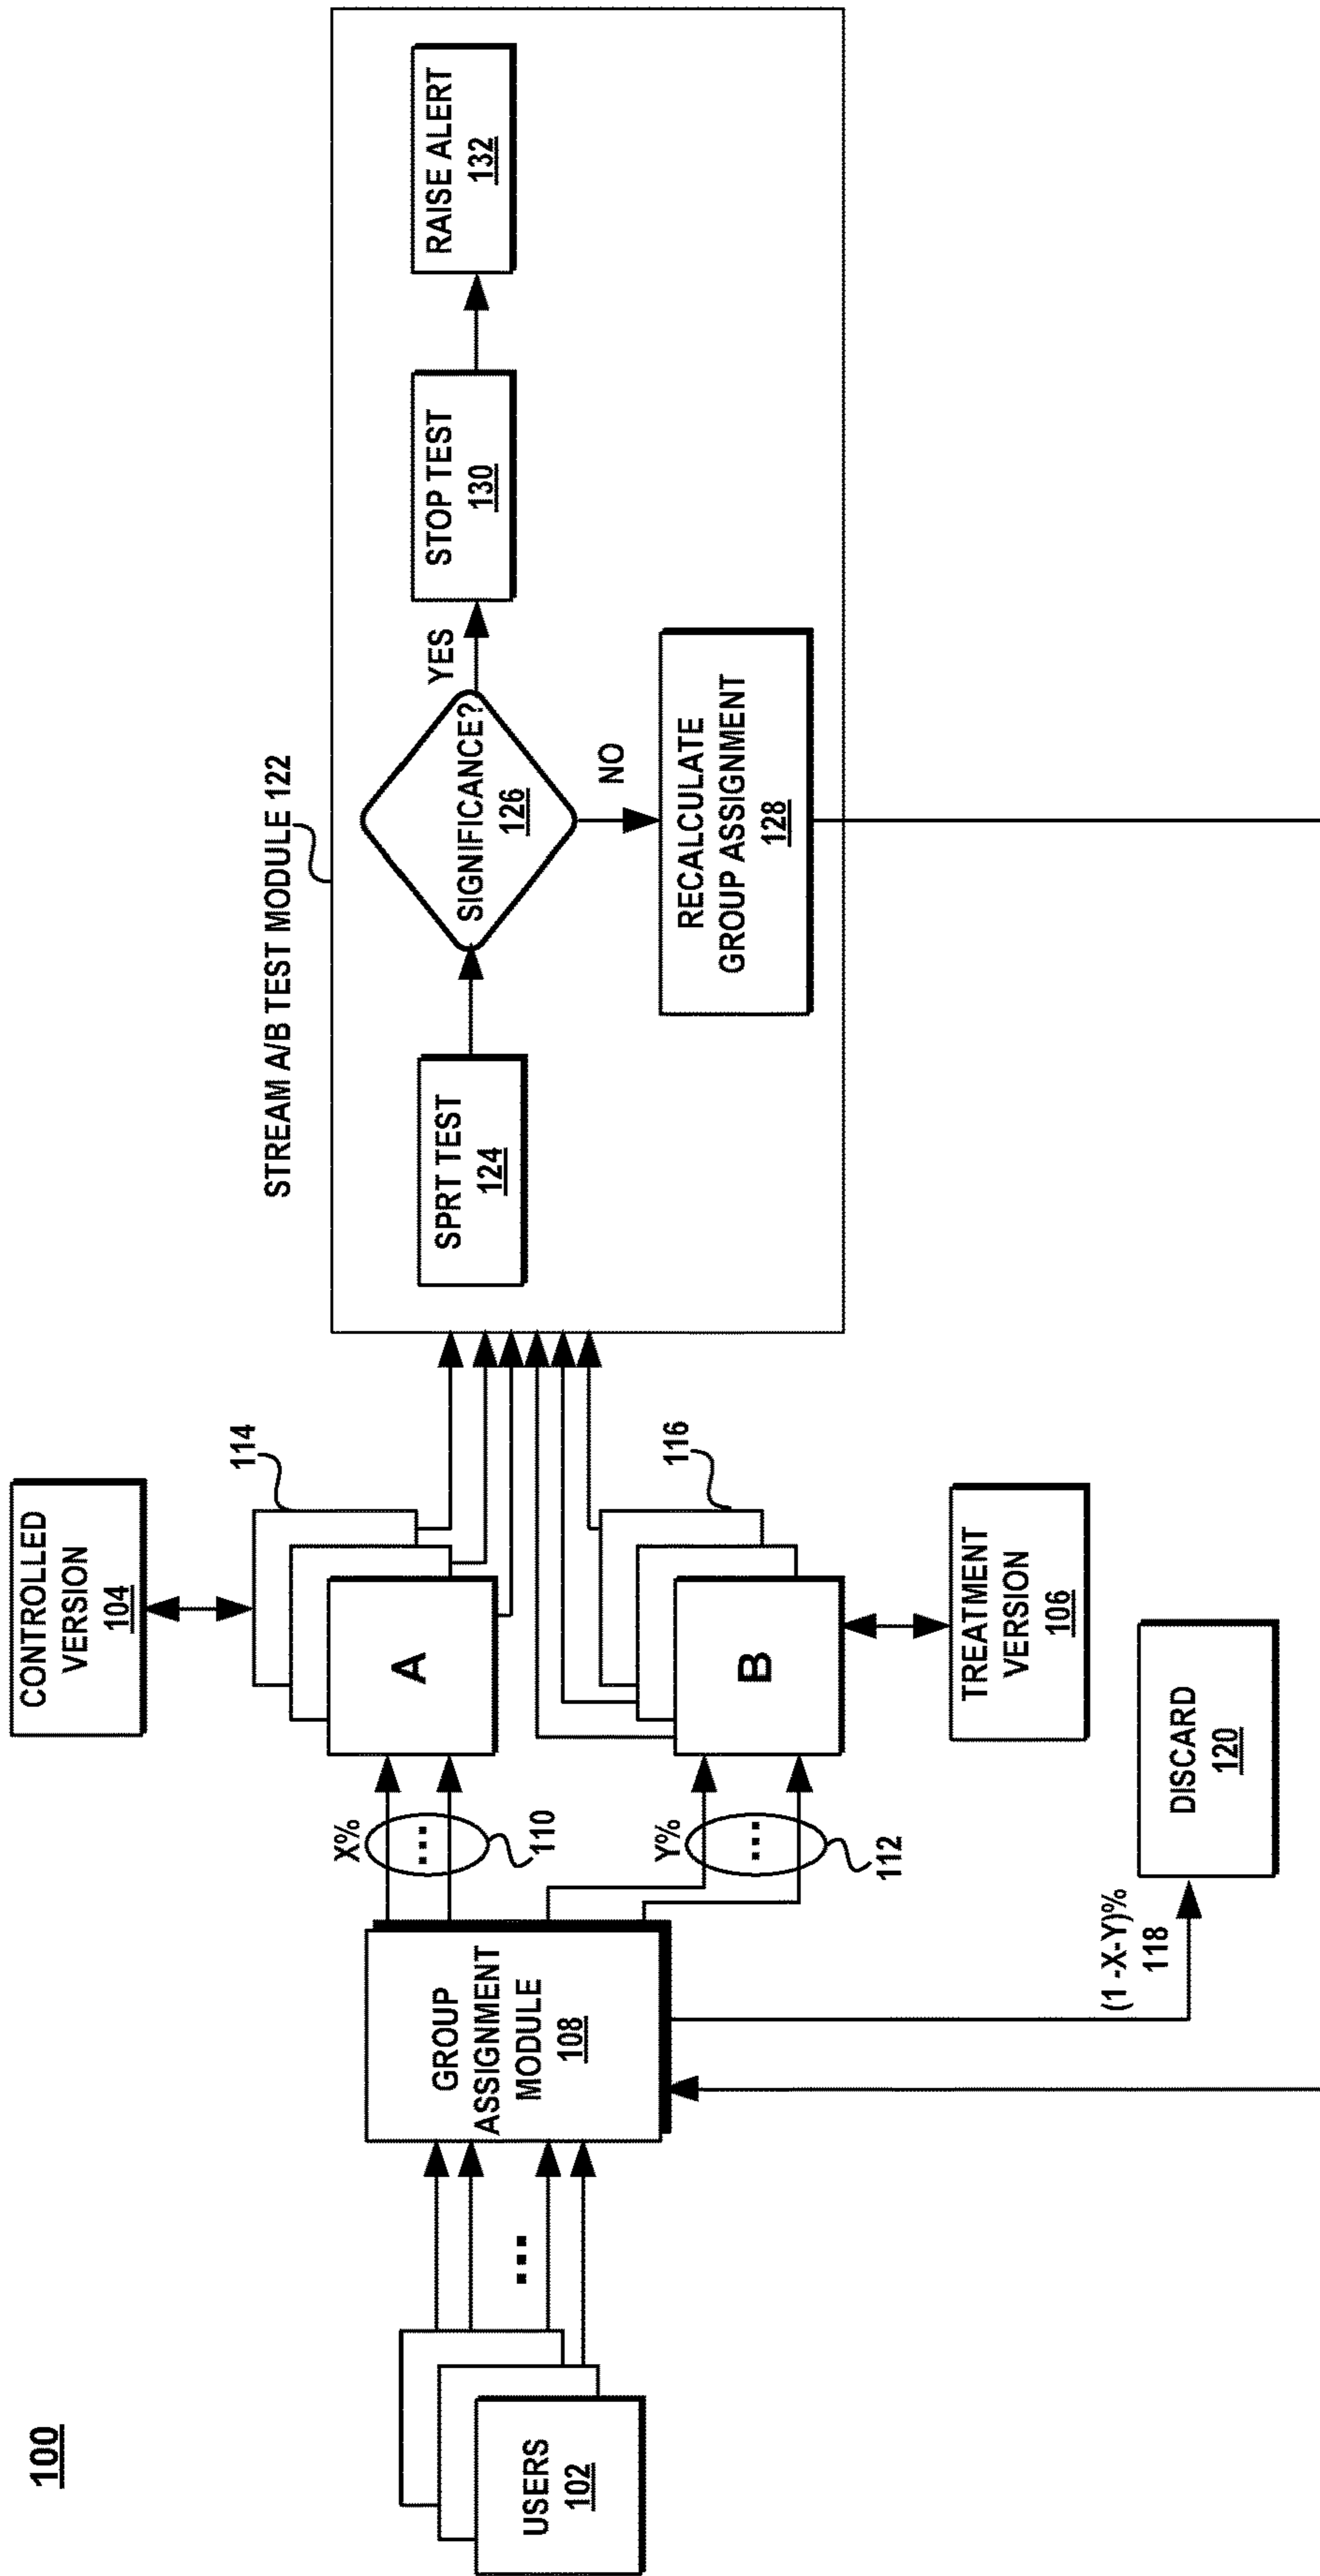 100
USERS
102
GROUP
ASSIGNMENT
MODULE
108
X%
...
110
Y%
...
112
(1 -X-Y)%
118
DISCARD
120
CONTROLLED
VERSION
104
114
A
116
B
TREATMENT
VERSION
106
STREAM A/B TEST MODULE 122
SPRT TEST
124
SIGNIFICANCE?
126
YES
NO
RECALCULATE
GROUP ASSIGNMENT
128
STOP TEST
130
RAISE ALERT
132